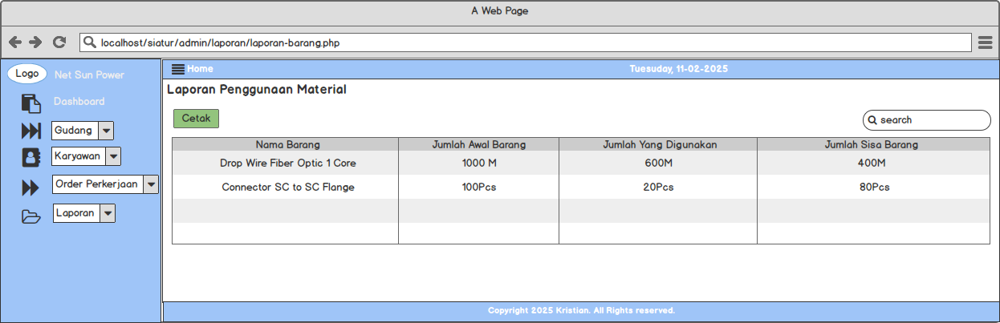 A Web Page
localhost/siatur/admin/laporan/laporan-barang.php
Logo
Net Sun Power
Home
Tuesuday, 11-02-2025
Dashboard
Gudang
Karyawan
Order Perkerjaan
Laporan
Laporan Penggunaan Material
Cetak
search
Nama Barang Jumlah Awal Barang Jumlah Yang Digunakan Jumlah Sisa Barang
Drop Wire Fiber Optic 1 Core 1000 M 600M 400M
Connector SC to SC Flange 100Pcs 20Pcs 80Pcs
Copyright 2025 Kristian. All Rights reserved.